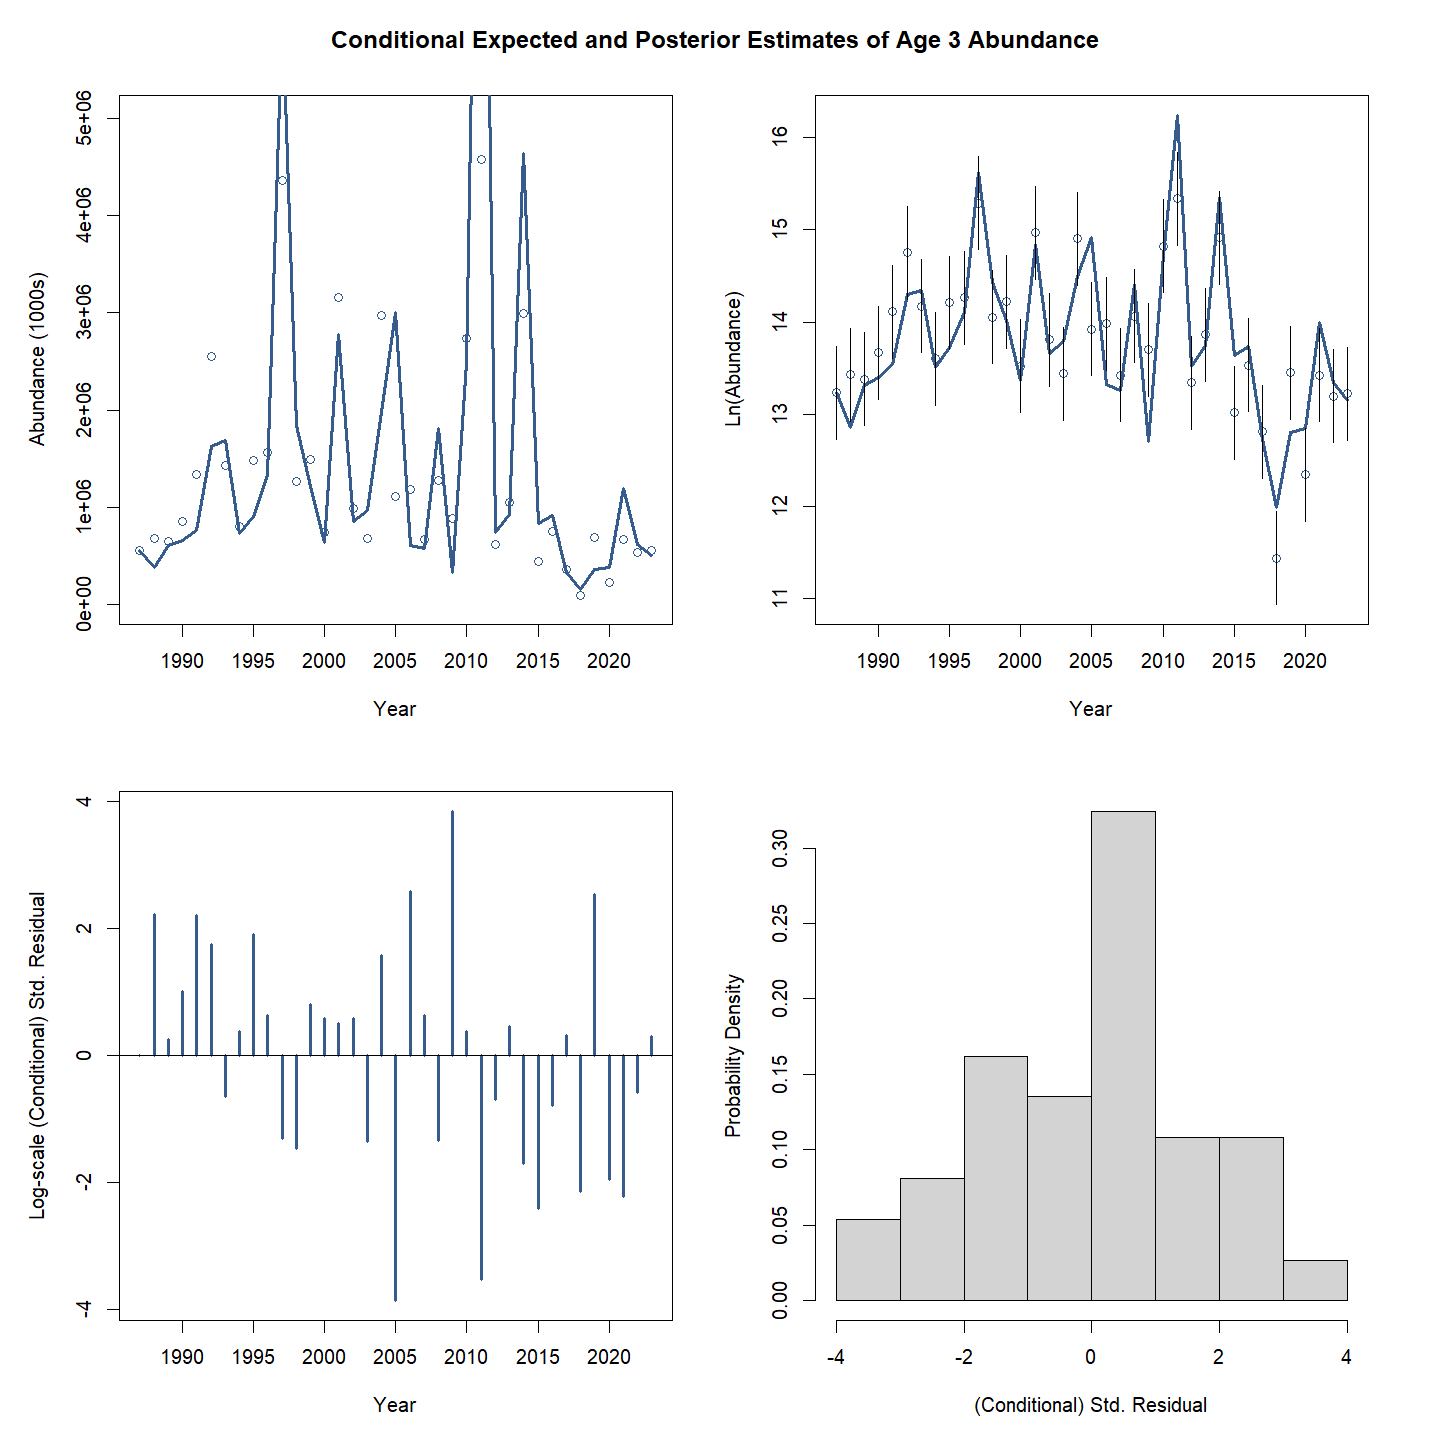 Conditional Expected and Posterior Estimates of Age 3 Abundance
Abundance (1000s)
0e+00 1e+06 2e+06 3e+06 4e+06 5e+06
1990 1995 2000 2005 2010 2015 2020
Year
Ln(Abundance)
11 12 13 14 15 16
1990 1995 2000 2005 2010 2015 2020
Year
Log-scale (Conditional) Std. Residual
-4 -2 0 2 4
1990 1995 2000 2005 2010 2015 2020
Year
Probability Density
0.00 0.05 0.10 0.15 0.20 0.25 0.30
-4 -2 0 2 4
(Conditional) Std. Residual